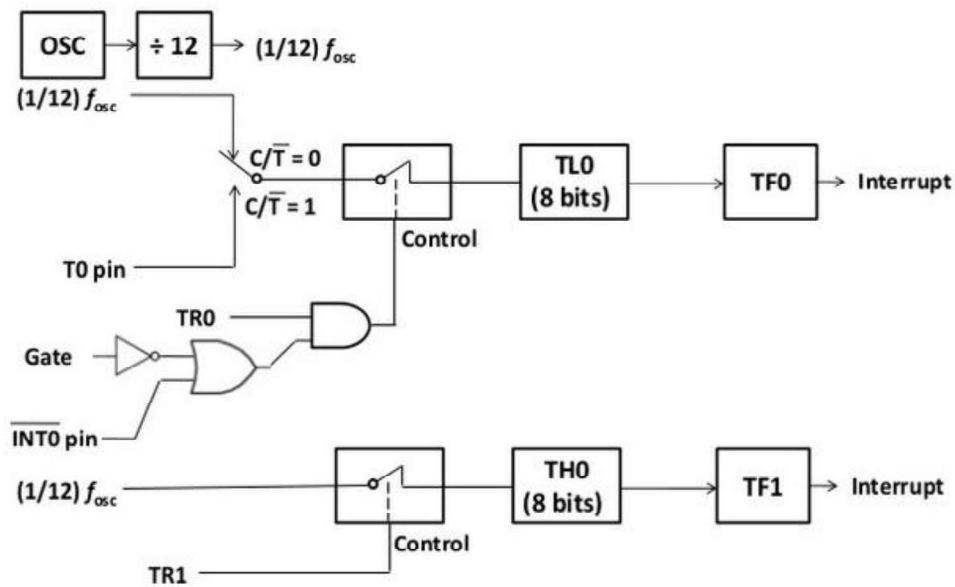 OSC
÷ 12
(1/12) fosc
(1/12) fosc
C/T̅ = 0
C/T̅ = 1
T0 pin
Control
TL0
(8 bits)
TF0
Interrupt
TR0
Gate
I̅N̅T̅0̅ pin
(1/12) fosc
Control
TR1
TH0
(8 bits)
TF1
Interrupt